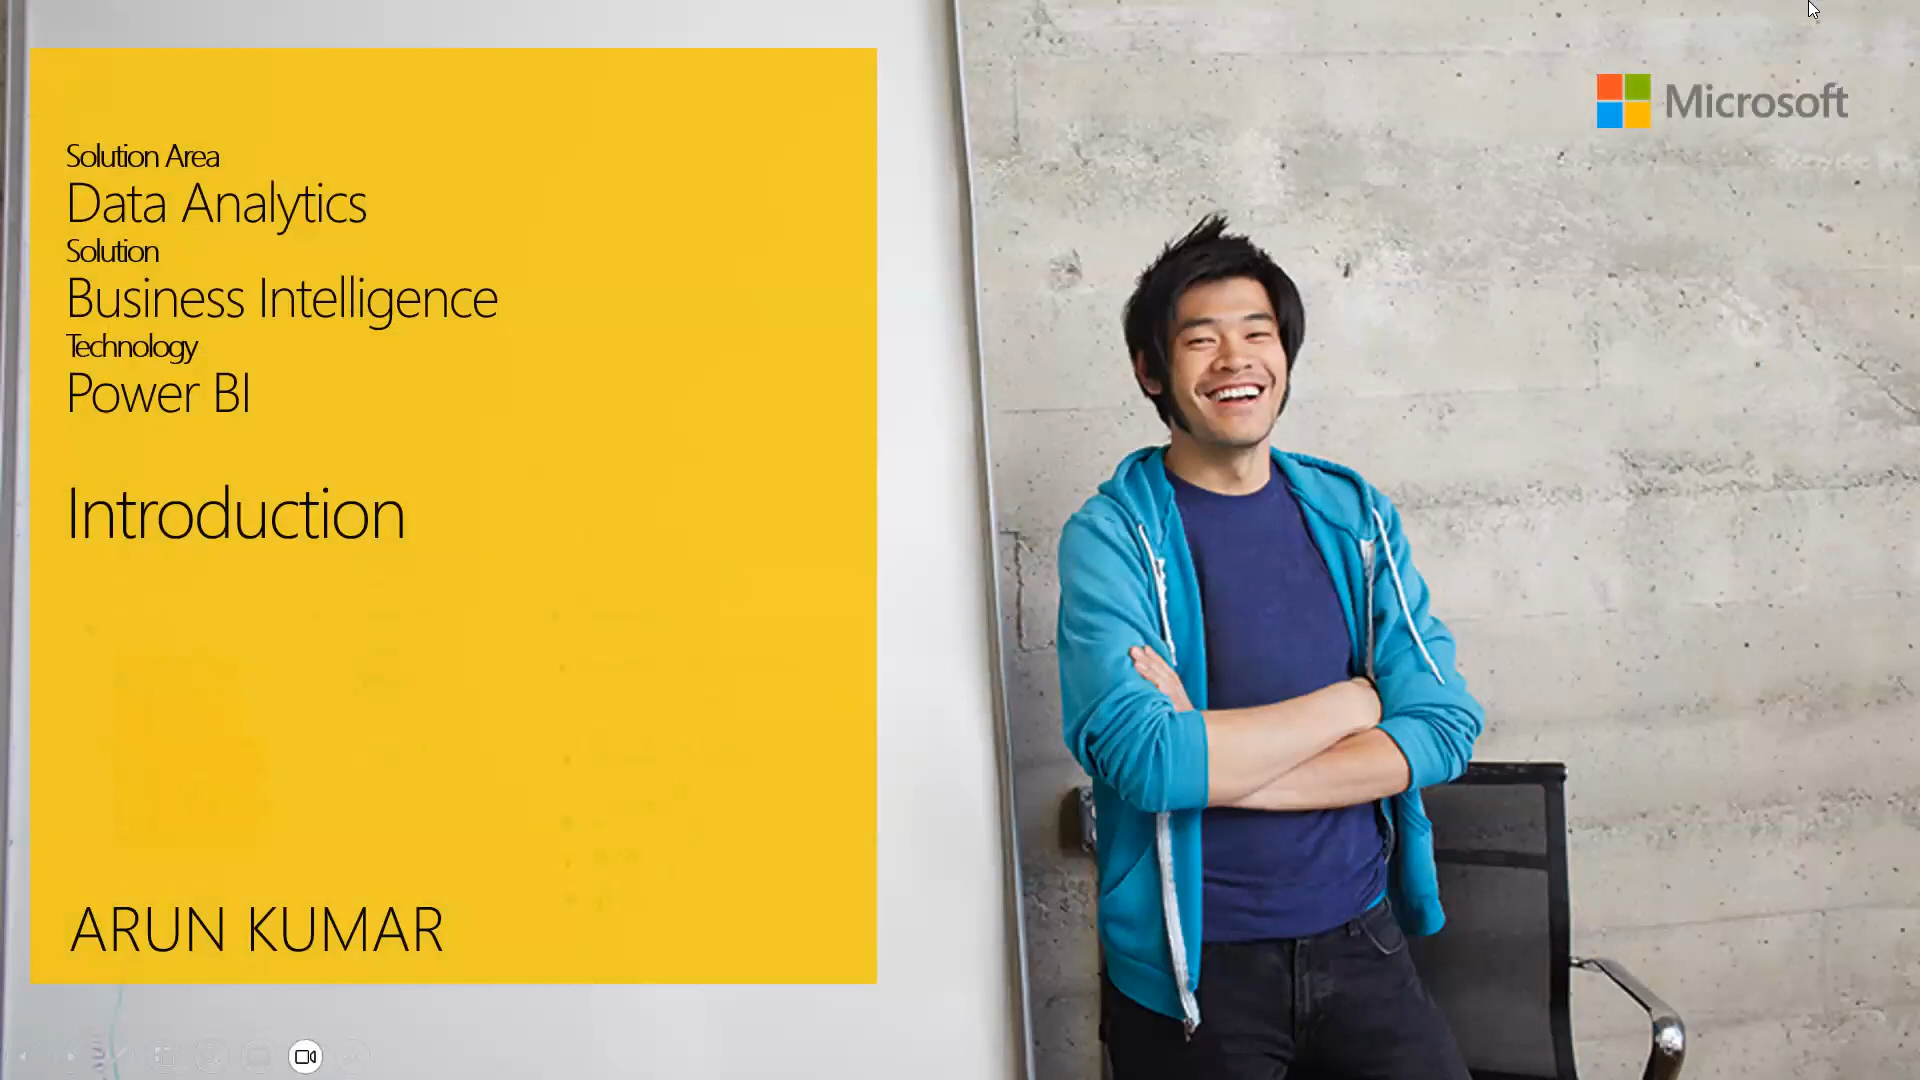 Solution Area
Data Analytics
Solution
Business Intelligence
Technology
Power BI
Introduction
ARUN KUMAR
Microsoft